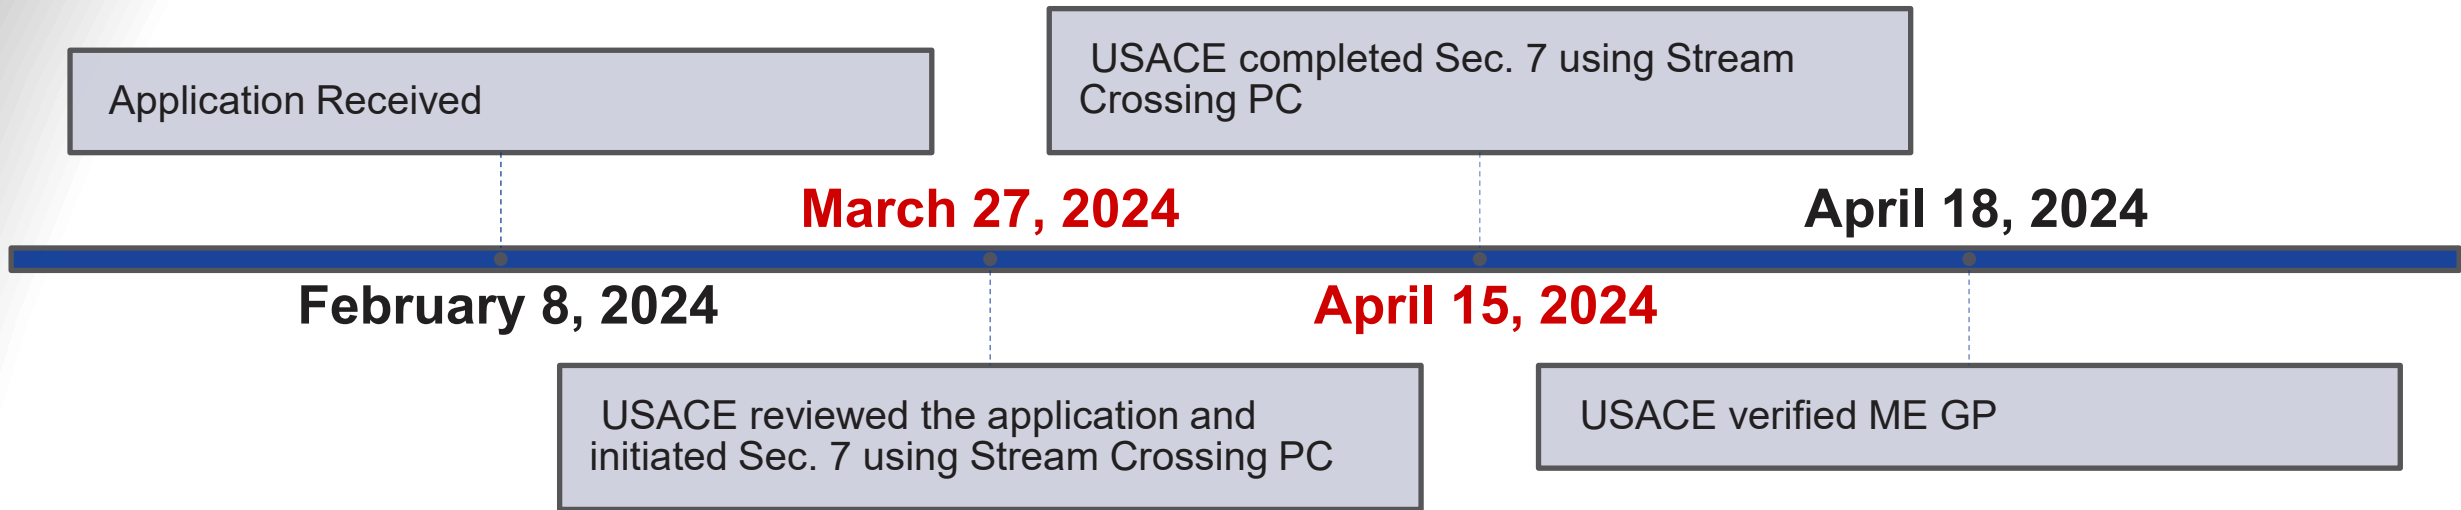 Application Received
USACE completed Sec. 7 using Stream
Crossing PC
March 27, 2024
April 18, 2024
February 8, 2024
April 15, 2024
USACE reviewed the application and
initiated Sec. 7 using Stream Crossing PC
USACE verified ME GP